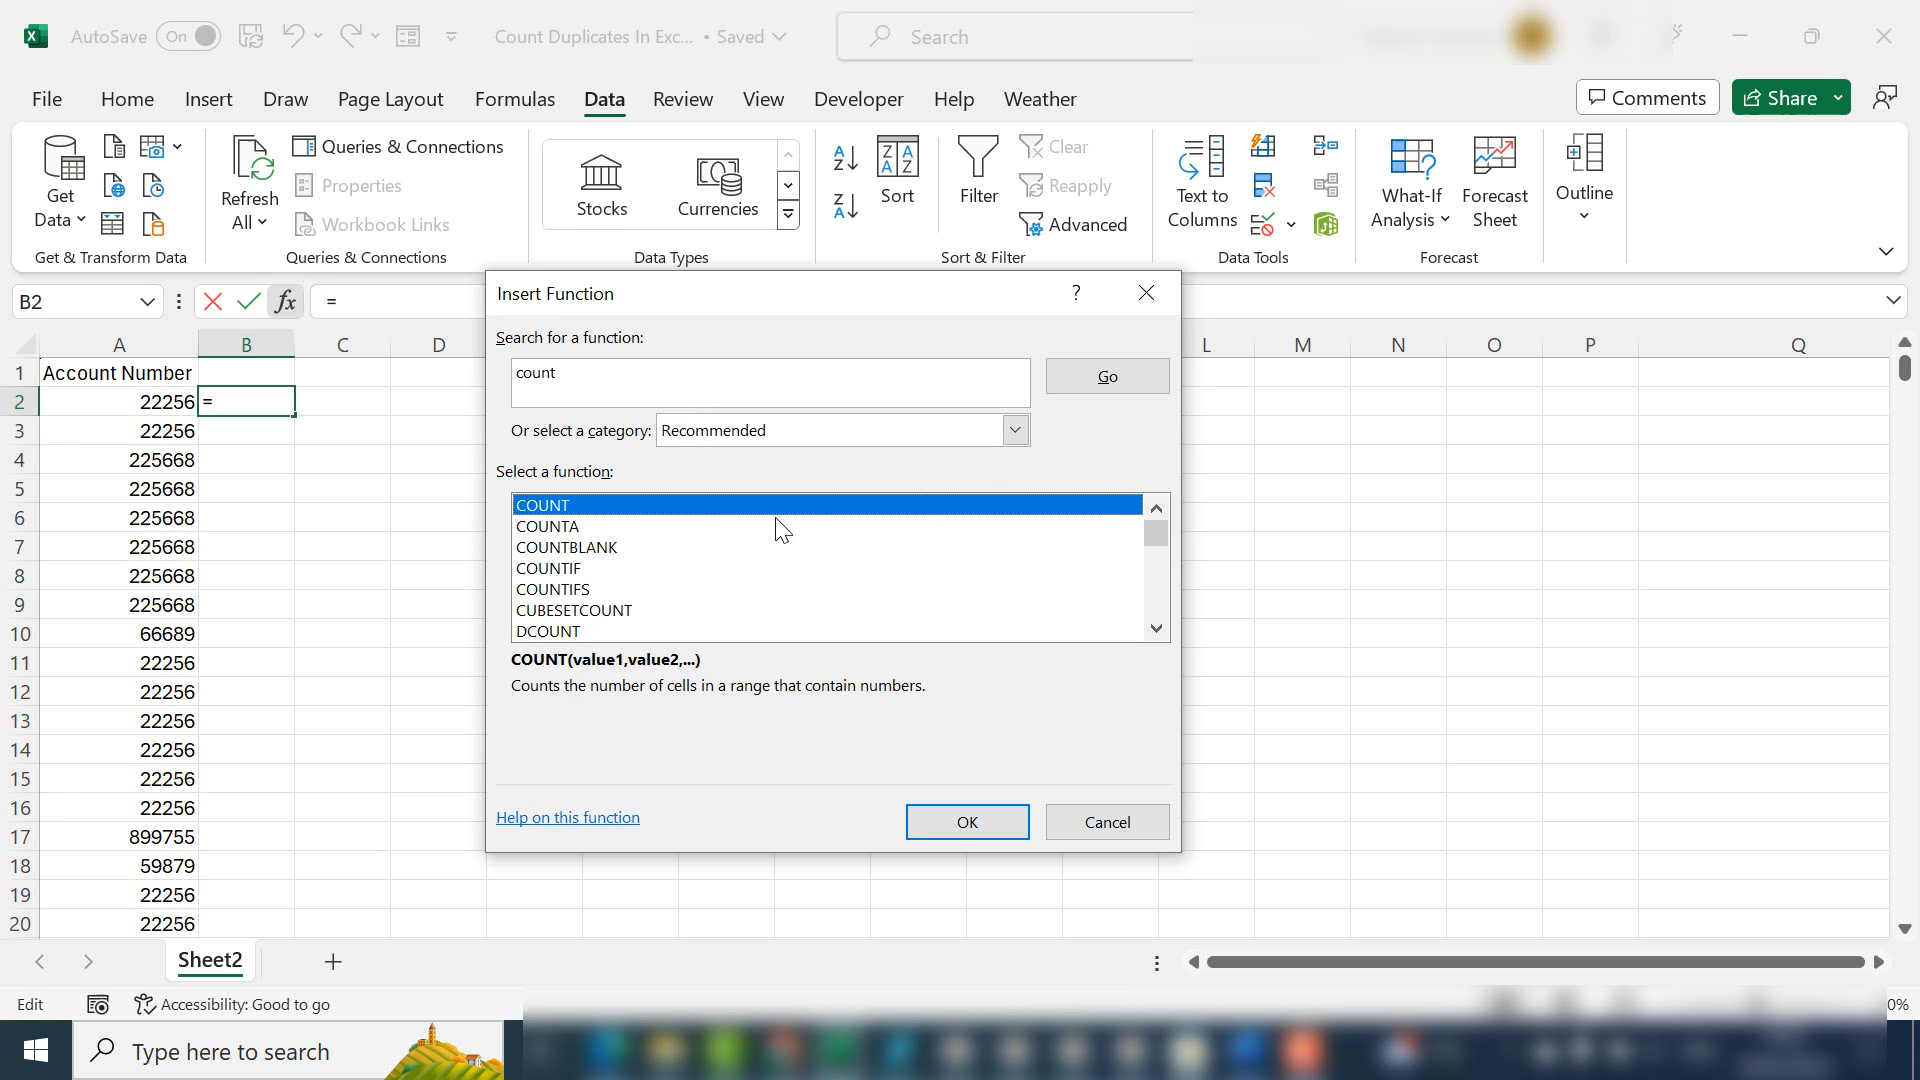 AutoSave On Count Duplicates In Exc... • Saved Search
File Home Insert Draw Page Layout Formulas Data Review View Developer Help Weather Comments Share
Get Data
Refresh All
Queries & Connections
Properties
Workbook Links
Stocks Currencies
Sort
Filter
Clear
Reapply
Advanced
Text to Columns
What-If Analysis
Forecast Sheet
Outline
Get & Transform Data Queries & Connections Data Types Sort & Filter Data Tools Forecast
B2 fx =
Insert Function ?
Search for a function:
count
Go
Or select a category: Recommended
Select a function:
COUNT
COUNTA
COUNTBLANK
COUNTIF
COUNTIFS
CUBESETCOUNT
DCOUNT
COUNT(value1,value2,...)
Counts the number of cells in a range that contain numbers.
Help on this function OK Cancel
A B C D L M N O P Q
1 Account Number
2 22256 =
3 22256
4 225668
5 225668
6 225668
7 225668
8 225668
9 225668
10 66689
11 22256
12 22256
13 22256
14 22256
15 22256
16 22256
17 899755
18 59879
19 22256
20 22256
Sheet2
Edit Accessibility: Good to go 0%
Type here to search